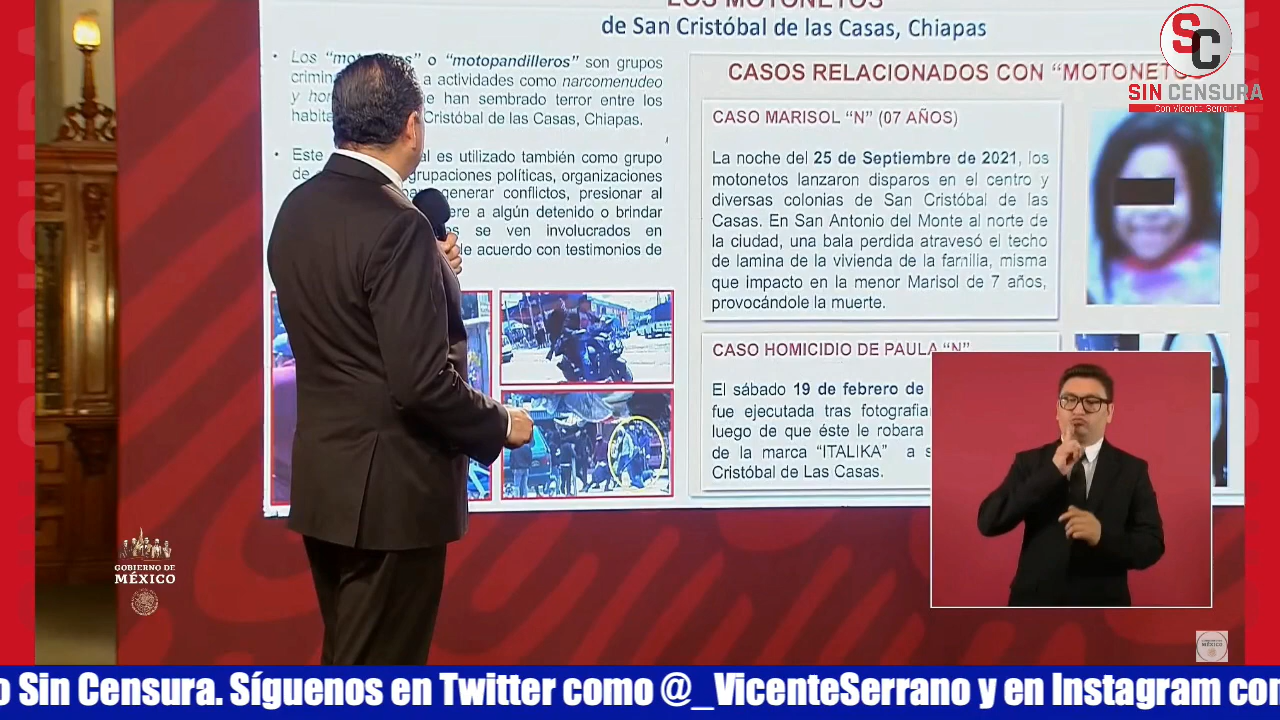 LOS MOTONETOS
de San Cristóbal de las Casas, Chiapas
• Los o "motopandilleros" son grupos
a actividades como narcomenudeo
y que han sembrado terror entre los
Cristóbal de las Casas, Chiapas.
• Este es utilizado también como grupo
de agrupaciones políticas, organizaciones
generar conflictos, presionar al
a algún detenido o brindar
se ven involucrados en
de acuerdo con testimonios de
CASOS RELACIONADOS CON "MOTONETOS
CASO MARISOL "N" (07 AÑOS)
La noche del 25 de Septiembre de 2021, los
motonetos lanzaron disparos en el centro y
diversas colonias de San Cristóbal de las
Casas. En San Antonio del Monte al norte de
la ciudad, una bala perdida atravesó el techo
de lamina de la vivienda de la familia, misma
que impacto en la menor Marisol de 7 años,
provocándole la muerte.
CASO HOMICIDIO DE PAULA "N"
El sábado 19 de febrero de
fue ejecutada tras
luego de que éste le robara
de la marca "ITALIKA" a
Cristóbal de Las Casas.
SC
SIN CENSURA
Con Vicente Serrano
GOBIERNO DE
MÉXICO
o Sin Censura. Síguenos en Twitter como @_VicenteSerrano y en Instagram